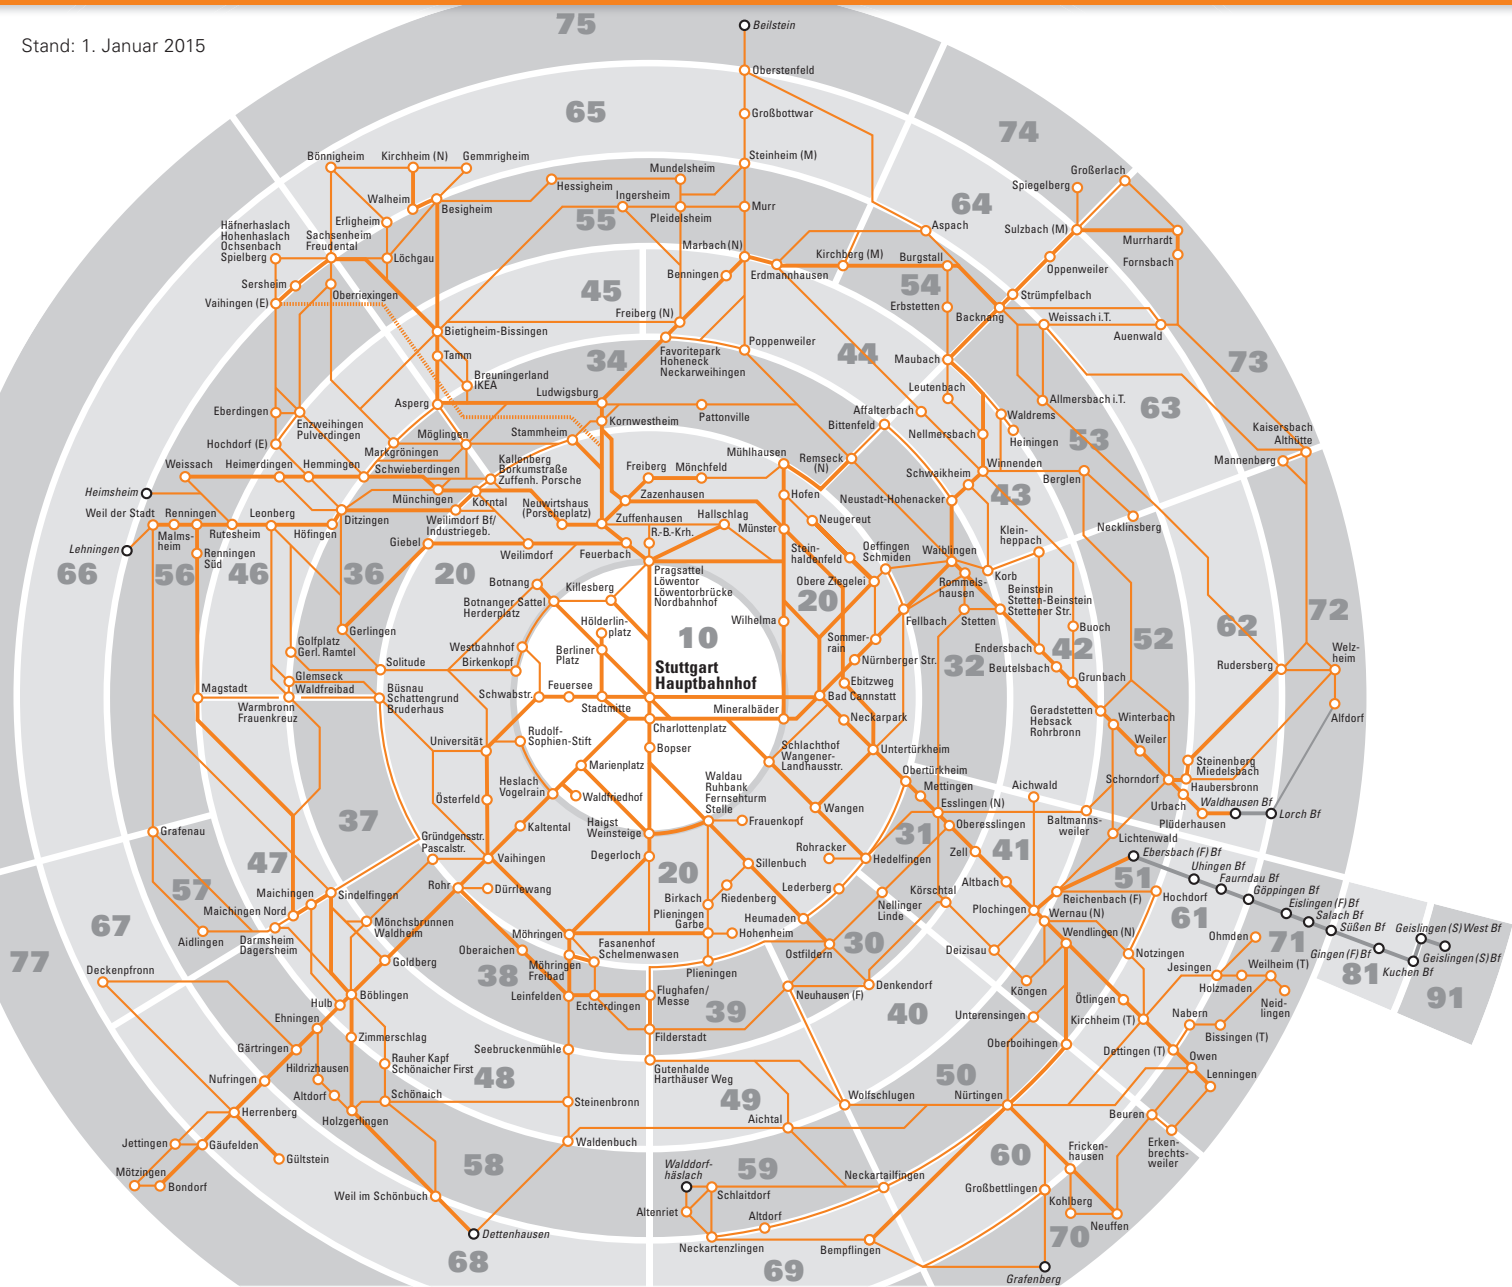 Stand: 1. Januar 2015
75
Beilstein
Oberstenfeld
65
Großbottwar
74
Bönnigheim
Kirchheim (N)
Gemmrigheim
Steinheim (M)
Mundelsheim
Großerlach
Spiegelberg
Hessigheim
Ingersheim
Walheim
Besigheim
55
Pleidelsheim
Murr
64
Erligheim
Häfnerhaslach
Hohenhaslach
Ochsenbach
Spielberg
Sachsenheim
Freudental
Löchgau
Marbach (N)
Aspach
Sulzbach (M)
Murrhardt
Fornsbach
Kirchberg (M)
Burgstall
Oppenweiler
Sersheim
Oberriexingen
Vaihingen (E)
45
Benningen
Erdmannhausen
54
Erbstetten
Strümpfelbach
Backnang
Weissach i.T.
Auenwald
Freiberg (N)
Bietigheim-Bissingen
Tamm
34
Favoritepark
Hoheneck
Neckarweihingen
Poppenweiler
44
Maubach
73
Breuningerland
IKEA
Ludwigsburg
Leutenbach
Allmersbach i.T.
63
Asperg
Eberdingen
Enzweihingen
Pulverdingen
Kornwestheim
Pattonville
Affalterbach
Bittenfeld
Waldrems
Heiningen
53
Kaisersbach
Althütte
Mannenberg
Hochdorf (E)
Möglingen
Markgröningen
Stammheim
Nellmersbach
Weissach
Heimerdingen
Hemmingen
Schwieberdingen
Kallenberg
Borkumstraße
Zuffenh. Porsche
Freiberg
Mönchfeld
Mühlhausen
Remseck
(N)
Schwaikheim
Winnenden
Berglen
Heimsheim
Münchingen
Korntal
Neuwirtshaus
(Porscheplatz)
Zazenhausen
Hofen
Neustadt-Hohenacker
43
Necklinsberg
Weil der Stadt
Renningen
Leonberg
Ditzingen
Weilimdorf Bf/
Industriegeb.
Zuffenhausen
Hallschlag
Münster
Neugereut
Klein-
heppach
Malms-
heim
Rutesheim
Höfingen
Giebel
Weilimdorf
Feuerbach
R.-B.-Krh.
Stein-
haldenfeld
Oeffingen
Schmiden
Waiblingen
Lehningen
Renningen
Süd
66
56
46
36
20
Botnang
Killesberg
Pragsattel
Löwentor
Löwentorbrücke
Nordbahnhof
Obere Ziegelei
20
Rommels-
hausen
Korb
Beinstein
Stetten-Beinstein
Stettener Str.
Botnanger Sattel
Herderplatz
Hölderlin-
platz
10
Wilhelma
Fellbach
Stetten
Buoch
52
62
72
Gerlingen
Golfplatz
Gerl. Ramtel
Westbahnhof
Birkenkopf
Berliner
Platz
Stuttgart
Hauptbahnhof
Sommer-
rain
Nürnberger Str.
32
Endersbach
42
Beutelsbach
Grunbach
Rudersberg
Welz-
heim
Solitude
Glemseck
Waldfreibad
Büsnau
Schattengrund
Bruderhaus
Schwabstr.
Feuersee
Stadtmitte
Ebitzweg
Bad Cannstatt
Mineralbäder
Magstadt
Warmbronn
Frauenkreuz
Charlottenplatz
Neckarpark
Geradstetten
Hebsack
Rohrbronn
Winterbach
Alfdorf
Universität
Rudolf-
Sophien-Stift
Bopser
Schlachthof
Wangener-
Landhausstr.
Untertürkheim
Weiler
Steinenberg
Miedelsbach
Haubersbronn
Marienplatz
Heslach
Vogelrain
Waldfriedhof
Waldau
Ruhbank
Fernsehturm
Stelle
Obertürkheim
Mettingen
Esslingen (N)
Aichwald
Schorndorf
Urbach
Waldhausen Bf
Lorch Bf
Plüderhausen
Österfeld
Wangen
Kaltental
Haigst
Weinsteige
Frauenkopf
Oberesslingen
Baltmanns-
weiler
Lichtenwald
Grafenau
37
Gründgensstr.
Pascalstr.
Vaihingen
Degerloch
20
Rohracker
Hedelfingen
31
Zell
41
Ebersbach (F) Bf
Uhingen Bf
Faurndau Bf
Göppingen Bf
Eislingen (F) Bf
Salach Bf
Süßen Bf
Gingen (F) Bf
Kuchen Bf
Geislingen (S) West Bf
Geislingen (S) Bf
47
Sillenbuch
Altbach
51
57
Maichingen
Sindelfingen
Rohr
Dürrlewang
Birkach
Riedenberg
Lederberg
Körschtal
Reichenbach (F)
Hochdorf
61
67
Maichingen Nord
Mönchsbrunnen
Waldheim
Plieningen
Garbe
Heumaden
Nellinger
Linde
Plochingen
Wernau (N)
Aidlingen
Darmsheim
Dagersheim
Möhringen
Fasanenhof
Schelmenwasen
Hohenheim
30
Wendlingen (N)
Ohmden
71
77
Oberaichen
Möhringen
Freibad
Ostfildern
Deizisau
Notzingen
Jesingen
Weilheim (T)
81
91
Deckenpfronn
Goldberg
38
Plieningen
Holzmaden
Neid-
lingen
Hulb
Böblingen
Leinfelden
Echterdingen
Flughafen/
Messe
39
Neuhausen (F)
Denkendorf
40
Köngen
Ötlingen
Ehningen
Unterensingen
Kirchheim (T)
Nabern
Bissingen (T)
Gärtringen
Zimmerschlag
Filderstadt
Oberboihingen
Dettingen (T)
Owen
Hildrizhausen
Rauher Kapf
Schönaicher First
Seebruckenmühle
48
Gutenhalde
Harthäuser Weg
50
Lenningen
Nufringen
Altdorf
Schönaich
Steinenbronn
49
Wolfschlugen
Nürtingen
Herrenberg
Holzgerlingen
Aichtal
Beuren
Jettingen
Gäufelden
Gültstein
Waldenbuch
Erken-
brechts-
weiler
Mötzingen
Bondorf
58
Walddorf-
häslach
59
Neckartailfingen
60
Fricken-
hausen
Weil im Schönbuch
Schlaitdorf
Großbettlingen
Kohlberg
Altenriet
Altdorf
Neuffen
Dettenhausen
Neckartenzlingen
Bempflingen
70
68
69
Grafenberg